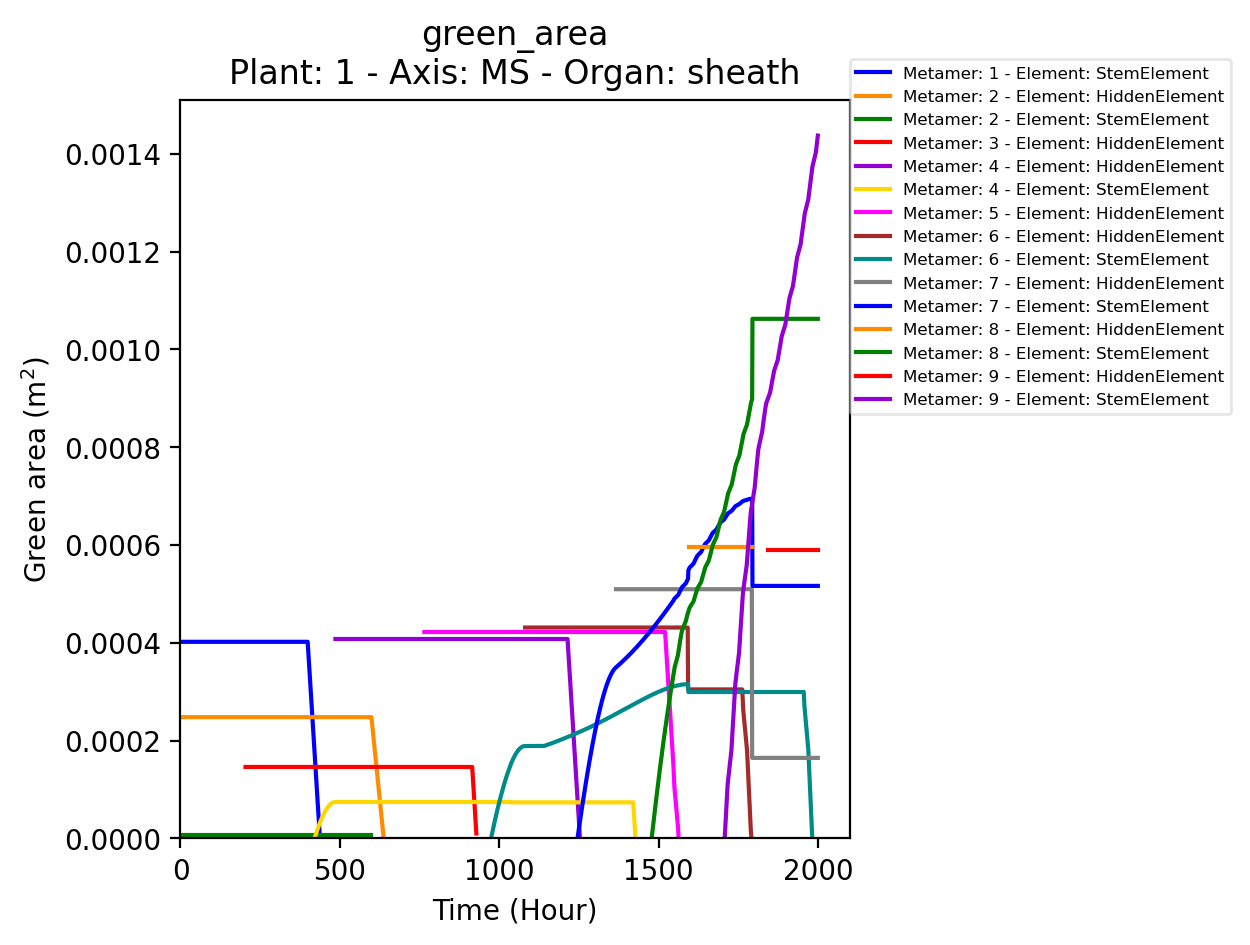 green_area
Plant: 1 - Axis: MS - Organ: sheath
Metamer: 1 - Element: StemElement
Metamer: 2 - Element: HiddenElement
Metamer: 2 - Element: StemElement
Metamer: 3 - Element: HiddenElement
Metamer: 4 - Element: HiddenElement
Metamer: 4 - Element: StemElement
Metamer: 5 - Element: HiddenElement
Metamer: 6 - Element: HiddenElement
Metamer: 6 - Element: StemElement
Metamer: 7 - Element: HiddenElement
Metamer: 7 - Element: StemElement
Metamer: 8 - Element: HiddenElement
Metamer: 8 - Element: StemElement
Metamer: 9 - Element: HiddenElement
Metamer: 9 - Element: StemElement
Green area (m²)
0.0014
0.0012
0.0010
0.0008
0.0006
0.0004
0.0002
0.0000
0 500 1000 1500 2000
Time (Hour)